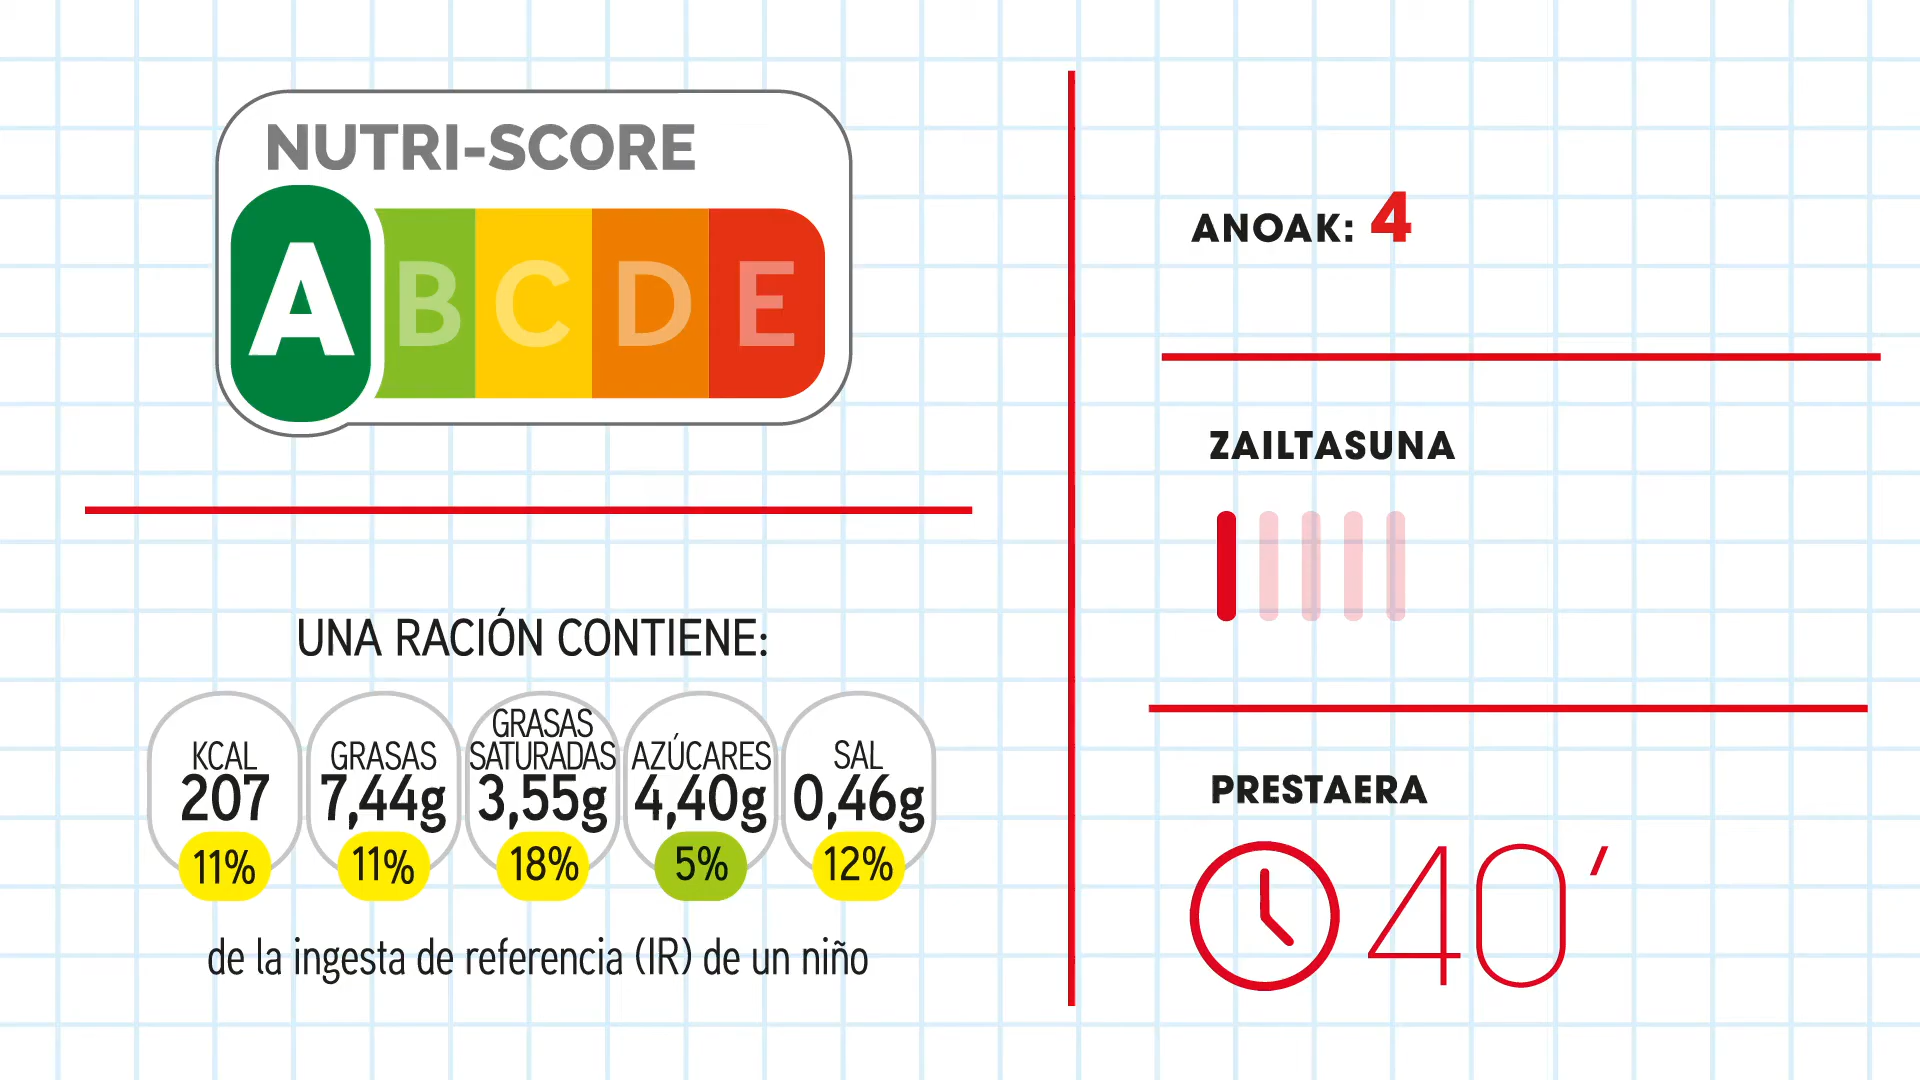 NUTRI-SCORE
A B C D E
UNA RACIÓN CONTIENE:
KCAL
207
11%
GRASAS
7,44g
11%
GRASAS
SATURADAS
3,55g
18%
AZÚCARES
4,40g
5%
SAL
0,46g
12%
de la ingesta de referencia (IR) de un niño
ANOAK: 4
ZAILTASUNA
PRESTAERA
40′